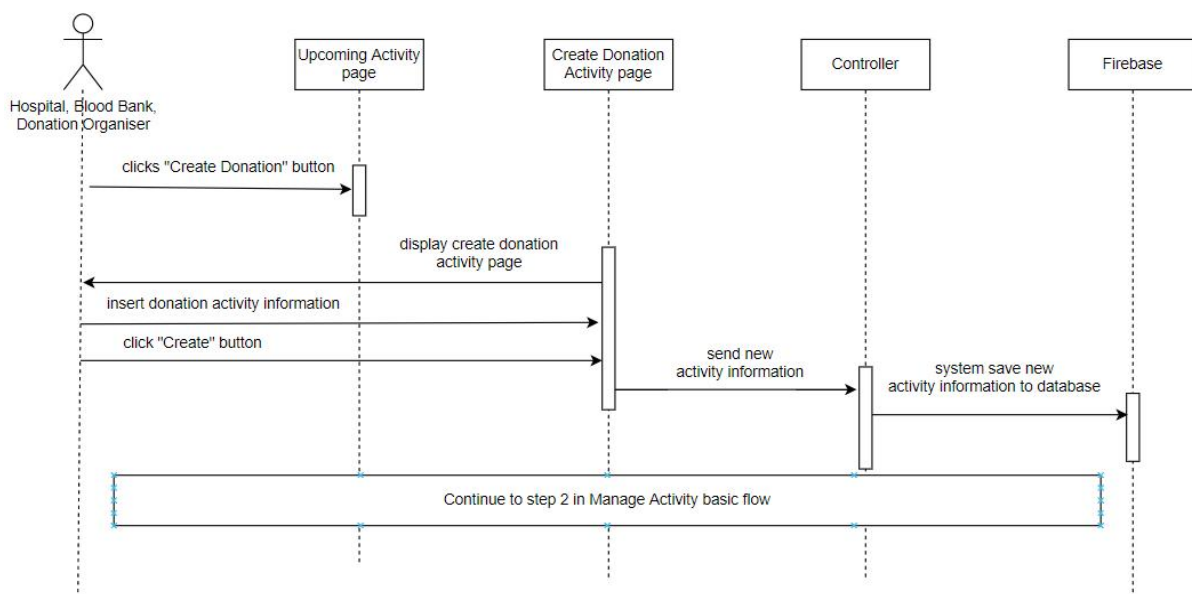 Hospital, Blood Bank,
Donation Organiser
Upcoming Activity
page
Create Donation
Activity page
Controller
Firebase
clicks "Create Donation" button
display create donation
activity page
insert donation activity information
click "Create" button
send new
activity information
system save new
activity information to database
Continue to step 2 in Manage Activity basic flow